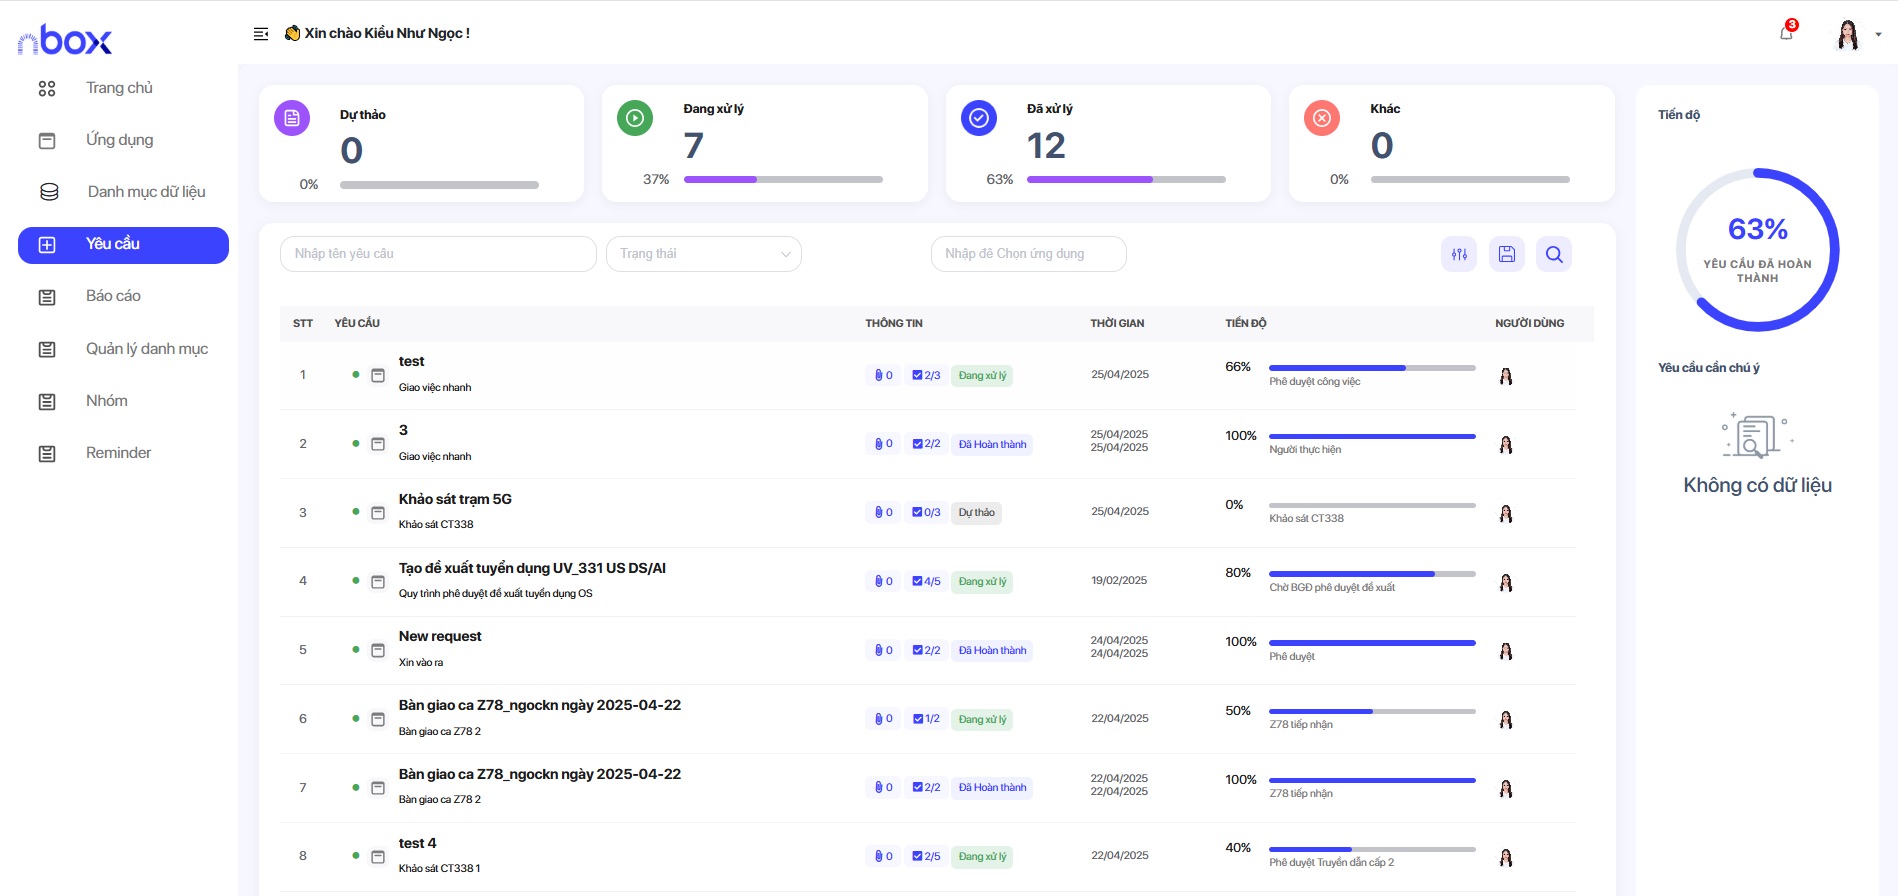 nbox
Xin chào Kiều Như Ngọc !
3
Trang chủ
Ứng dụng
Danh mục dữ liệu
Yêu cầu
Báo cáo
Quản lý danh mục
Nhóm
Reminder
Dự thảo
0
0%
Đang xử lý
7
37%
Đã xử lý
12
63%
Khác
0
0%
Nhập tên yêu cầu
Trạng thái
Nhập để Chọn ứng dụng
STT YÊU CẦU THÔNG TIN THỜI GIAN TIẾN ĐỘ NGƯỜI DÙNG
1 test 0 2/3 Đang xử lý 25/04/2025 66%
Giao việc nhanh Phê duyệt công việc
2 3 0 2/2 Đã Hoàn thành 25/04/2025 100%
Giao việc nhanh 25/04/2025 Người thực hiện
3 Khảo sát trạm 5G 0 0/3 Dự thảo 25/04/2025 0%
Khảo sát CT338 Khảo sát CT338
4 Tạo đề xuất tuyển dụng UV_331 US DS/AI 0 4/5 Đang xử lý 19/02/2025 80%
Quy trình phê duyệt đề xuất tuyển dụng OS Chờ BGĐ phê duyệt đề xuất
5 New request 0 2/2 Đã Hoàn thành 24/04/2025 100%
Xin vào ra 24/04/2025 Phê duyệt
6 Bàn giao ca Z78_ngockn ngày 2025-04-22 0 1/2 Đang xử lý 22/04/2025 50%
Bàn giao ca Z78 2 Z78 tiếp nhận
7 Bàn giao ca Z78_ngockn ngày 2025-04-22 0 2/2 Đã Hoàn thành 22/04/2025 100%
Bàn giao ca Z78 2 22/04/2025 Z78 tiếp nhận
8 test 4 0 2/5 Đang xử lý 22/04/2025 40%
Khảo sát CT338 1 Phê duyệt Truyền dẫn cấp 2
Tiến độ
63%
YÊU CẦU ĐÃ HOÀN
THÀNH
Yêu cầu cần chú ý
Không có dữ liệu